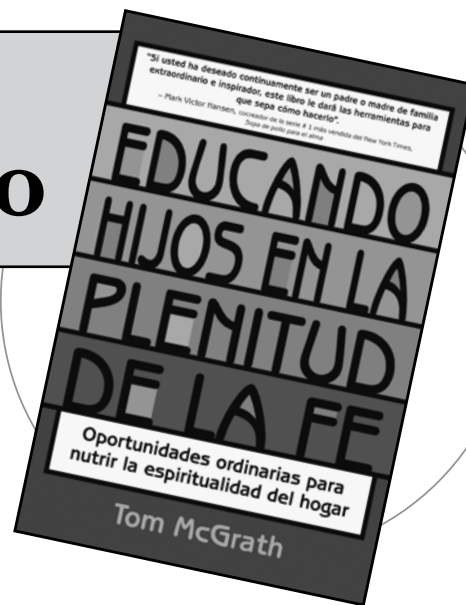 o
"Si usted ha deseado continuamente ser un padre o madre de familia
extraordinario e inspirador, este libro le dará las herramientas para
que sepa cómo hacerlo".
– Mark Victor Hansen, cocreador de la serie # 1 más vendida del New York Times,
Sopa de pollo para el alma
EDUCANDO
HIJOS EN LA
PLENITUD
DE LA FE
Oportunidades ordinarias para
nutrir la espiritualidad del hogar
Tom McGrath